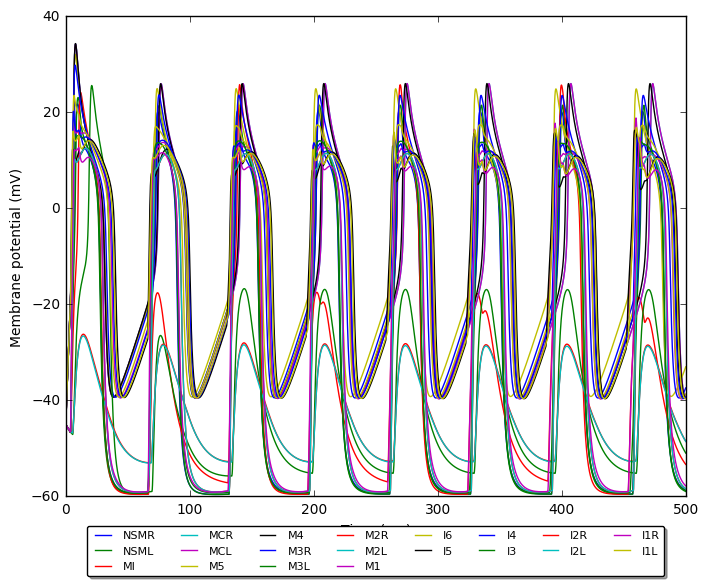 40
20
0
−20
−40
−60
Membrane potential (mV)
0 100 200 300 400 500
NSMR MCR M4 M2R I6 I4 I2R I1R
NSML MCL M3R M2L I5 I3 I2L I1L
MI M5 M3L M1